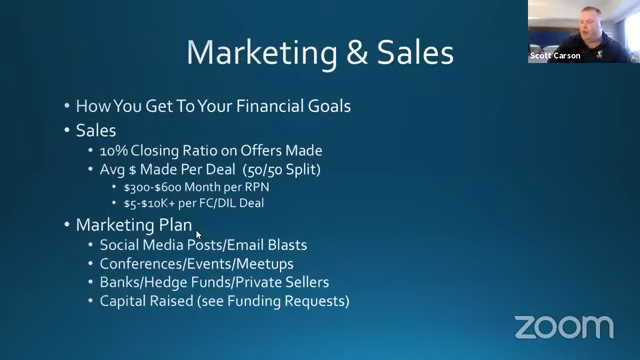 Scott Carson
Marketing & Sales
• How You Get To Your Financial Goals
• Sales
• 10% Closing Ratio on Offers Made
• Avg $ Made Per Deal (50/50 Split)
• $300-$600 Month per RPN
• $5-$10K+ per FC/DIL Deal
• Marketing Plan
• Social Media Posts/Email Blasts
• Conferences/Events/Meetups
• Banks/Hedge Funds/Private Sellers
• Capital Raised (see Funding Requests)
zoom